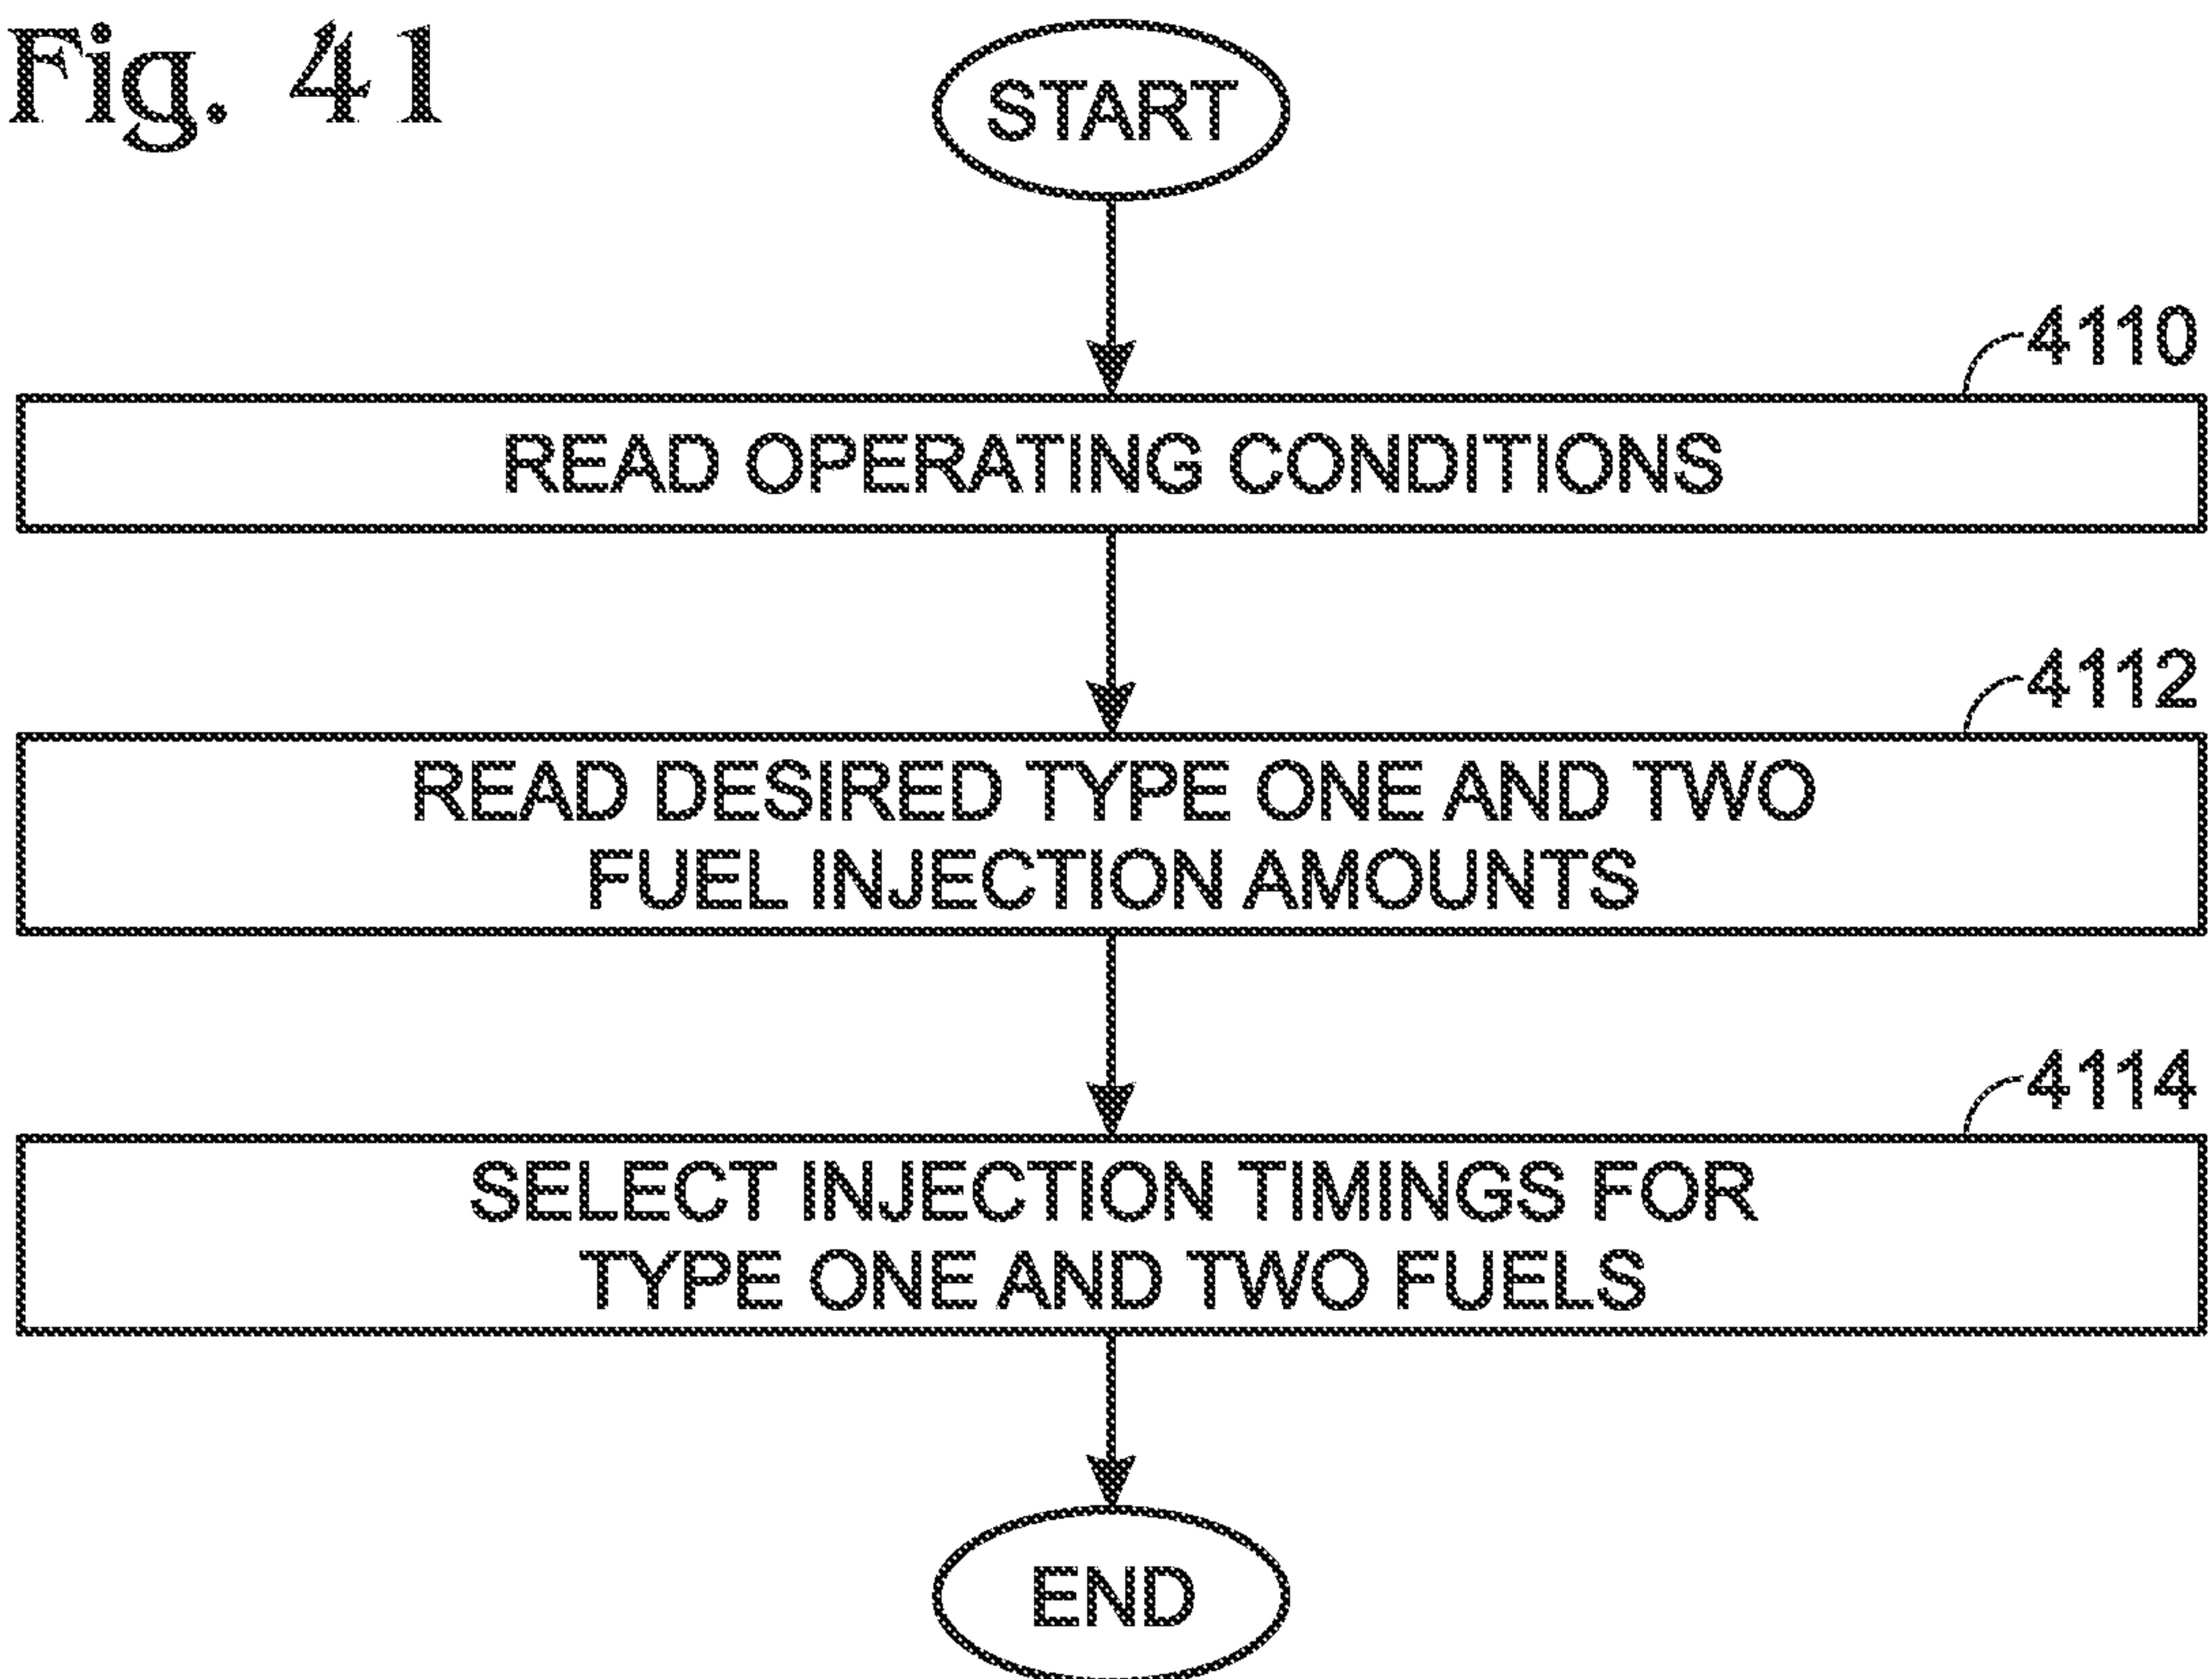 Fig. 41
START
4110
READ OPERATING CONDITIONS
4112
READ DESIRED TYPE ONE AND TWO
FUEL INJECTION AMOUNTS
4114
SELECT INJECTION TIMINGS FOR
TYPE ONE AND TWO FUELS
END